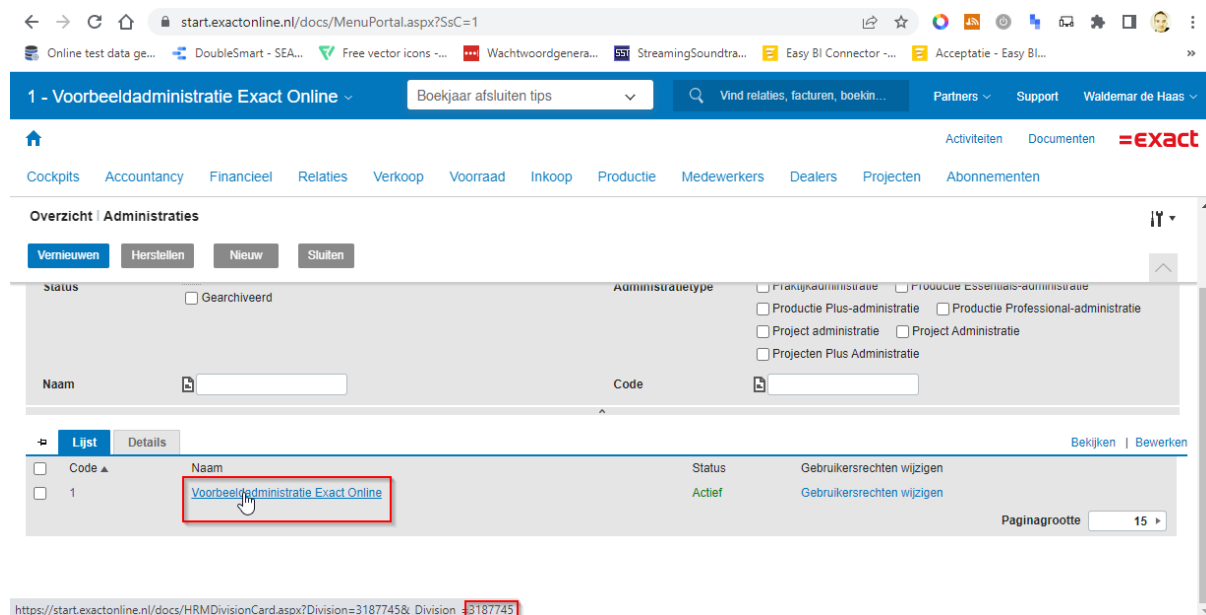 start.exactonline.nl/docs/MenuPortal.aspx?SsC=1
Online test data ge... DoubleSmart - SEA... Free vector icons -... Wachtwoordgenera... StreamingSoundtra... Easy BI Connector -... Acceptatie - Easy BI... »
1 - Voorbeeldadministratie Exact Online Boekjaar afsluiten tips Vind relaties, facturen, boekin... Partners Support Waldemar de Haas
Activiteiten Documenten =exact
Cockpits Accountancy Financieel Relaties Verkoop Voorraad Inkoop Productie Medewerkers Dealers Projecten Abonnementen
Overzicht | Administraties
Vernieuwen Herstellen Nieuw Sluiten
Status Administratietype Praktijkadministratie Productie Essentials-administratie
Gearchiveerd
Productie Plus-administratie Productie Professional-administratie
Project administratie Project Administratie
Projecten Plus Administratie
Naam Code
Lijst Details Bekijken | Bewerken
Code Naam Status Gebruikersrechten wijzigen
1 Voorbeeldadministratie Exact Online Actief Gebruikersrechten wijzigen
Paginagrootte 15
https://start.exactonline.nl/docs/HRMDivisionCard.aspx?Division=3187745&_Division_=3187745